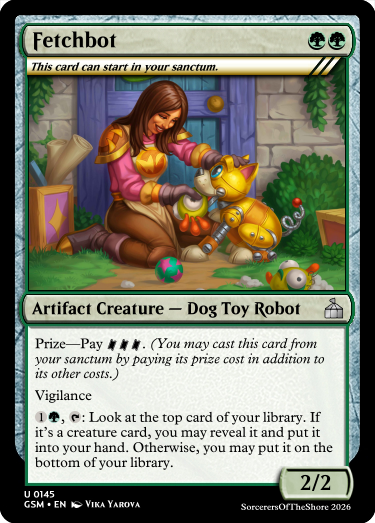 Fetchbot
This card can start in your sanctum.
Artifact Creature — Dog Toy Robot
Prize—Pay . (You may cast this card from
your sanctum by paying its prize cost in addition to
its other costs.)
Vigilance
1, : Look at the top card of your library. If
it's a creature card, you may reveal it and put it
into your hand. Otherwise, you may put it on the
bottom of your library.
2/2
U 0145
GSM • EN Vika Yarova
SorcerersOfTheShore 2026